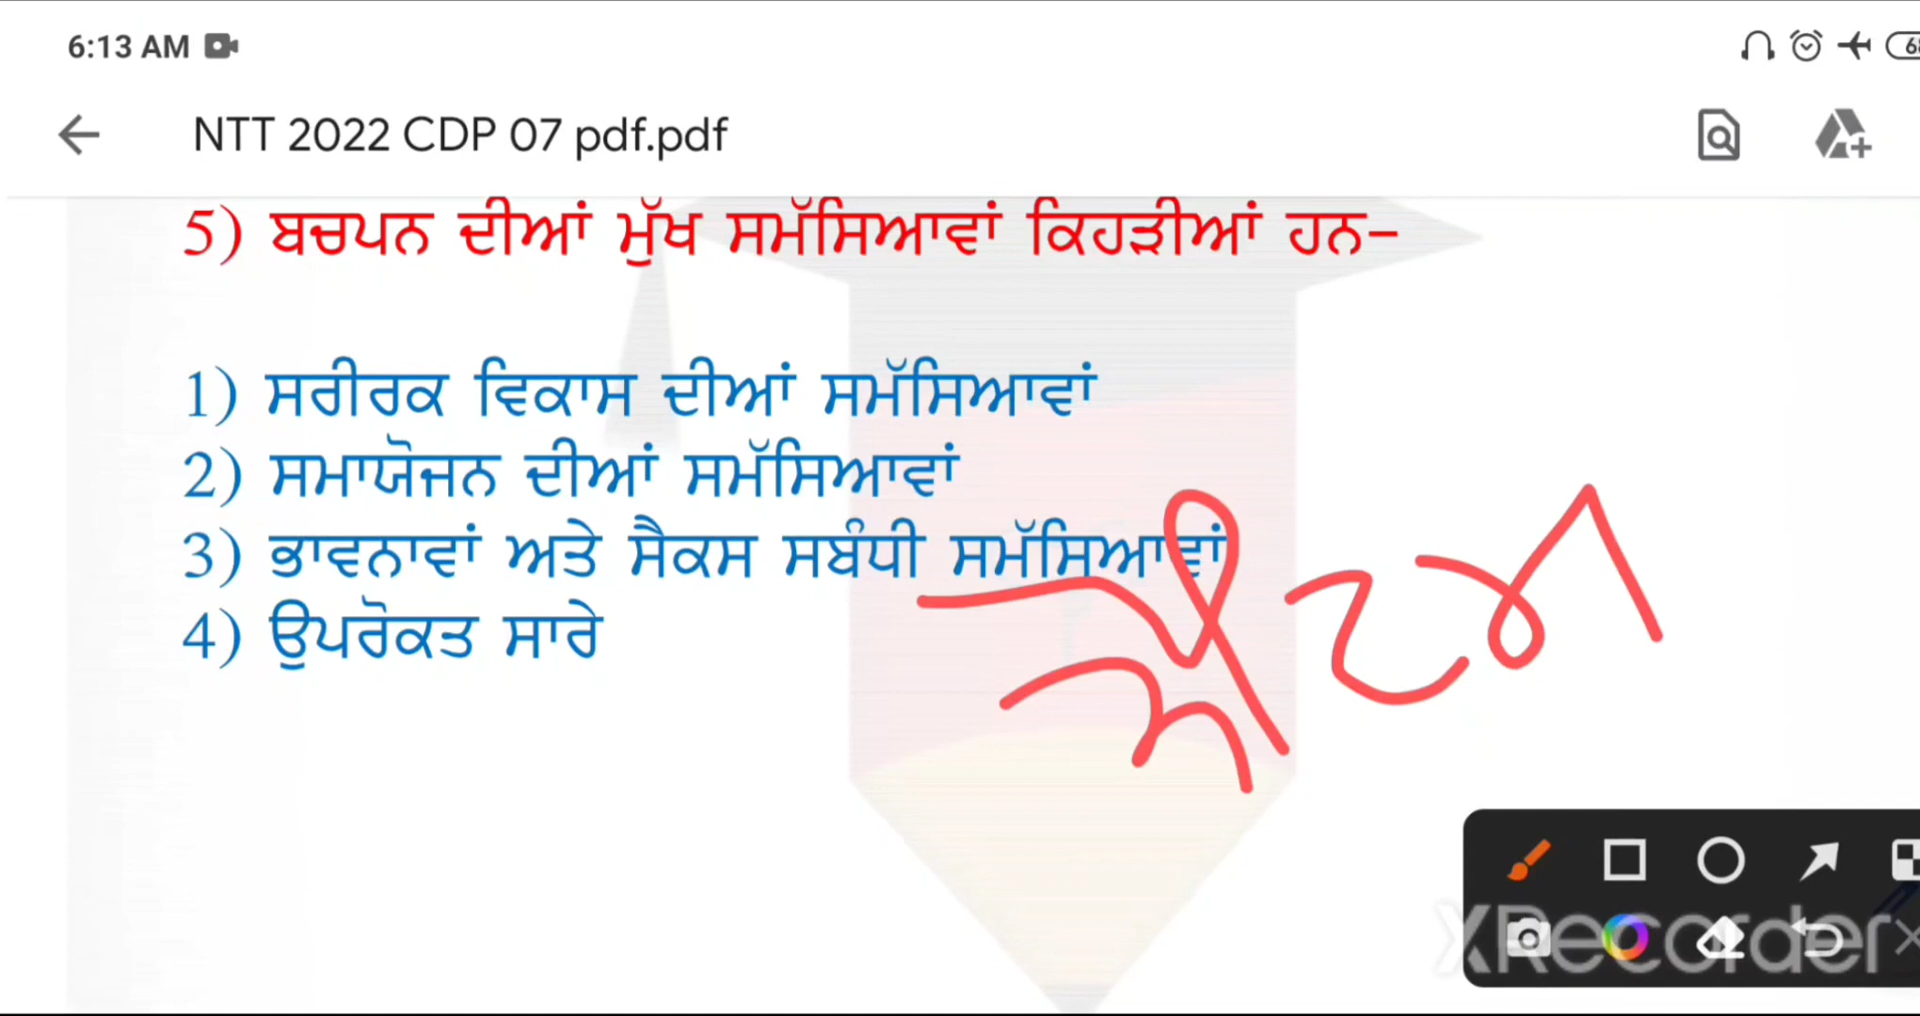 6:13 AM
68
NTT 2022 CDP 07 pdf.pdf
5) ਬਚਪਨ ਦੀਆਂ ਮੁੱਖ ਸਮੱਸਿਆਵਾਂ ਕਿਹੜੀਆਂ ਹਨ-
1) ਸਰੀਰਕ ਵਿਕਾਸ ਦੀਆਂ ਸਮੱਸਿਆਵਾਂ
2) ਸਮਾਯੋਜਨ ਦੀਆਂ ਸਮੱਸਿਆਵਾਂ
3) ਭਾਵਨਾਵਾਂ ਅਤੇ ਸੈਕਸ ਸਬੰਧੀ ਸਮੱਸਿਆਵਾਂ
4) ਉਪਰੋਕਤ ਸਾਰੇ
XRecorder